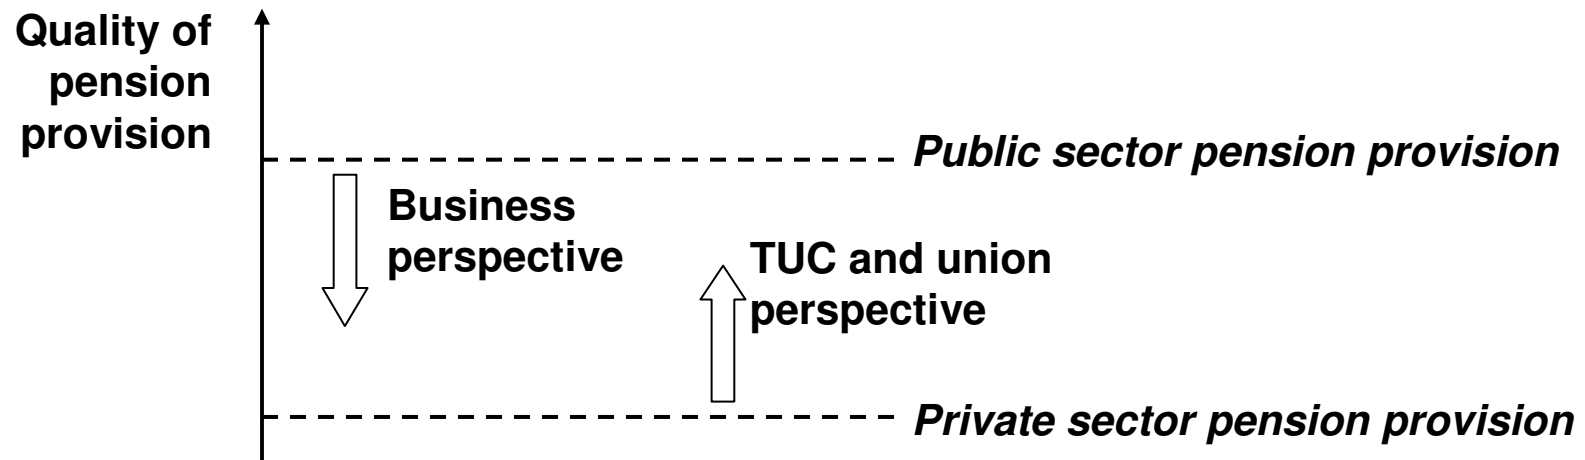 Quality of
pension
provision
Public sector pension provision
Business
perspective
TUC and union
perspective
Private sector pension provision